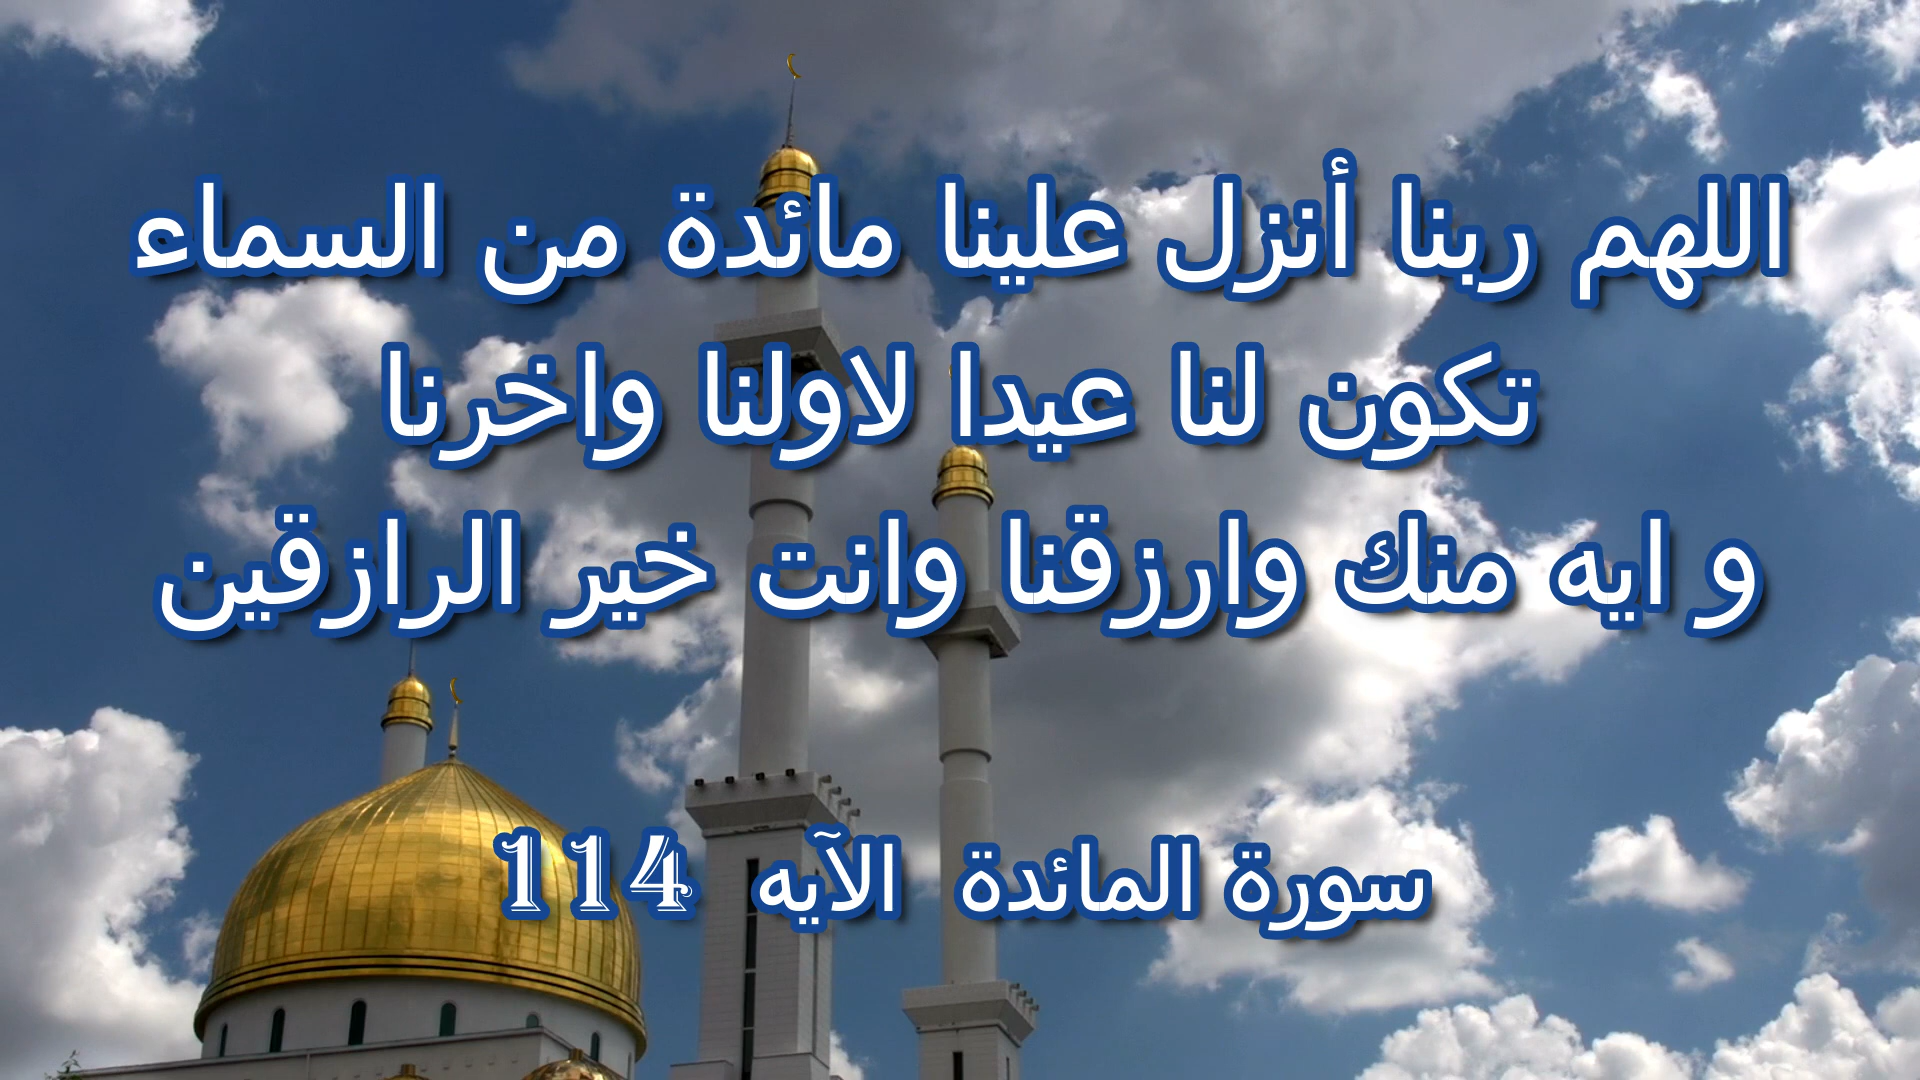 اللهم ربنا أنزل علينا مائدة من السماء
تكون لنا عيدا لاولنا واخرنا
و ايه منك وارزقنا وانت خير الرازقين
سورة المائدة الآيه 114